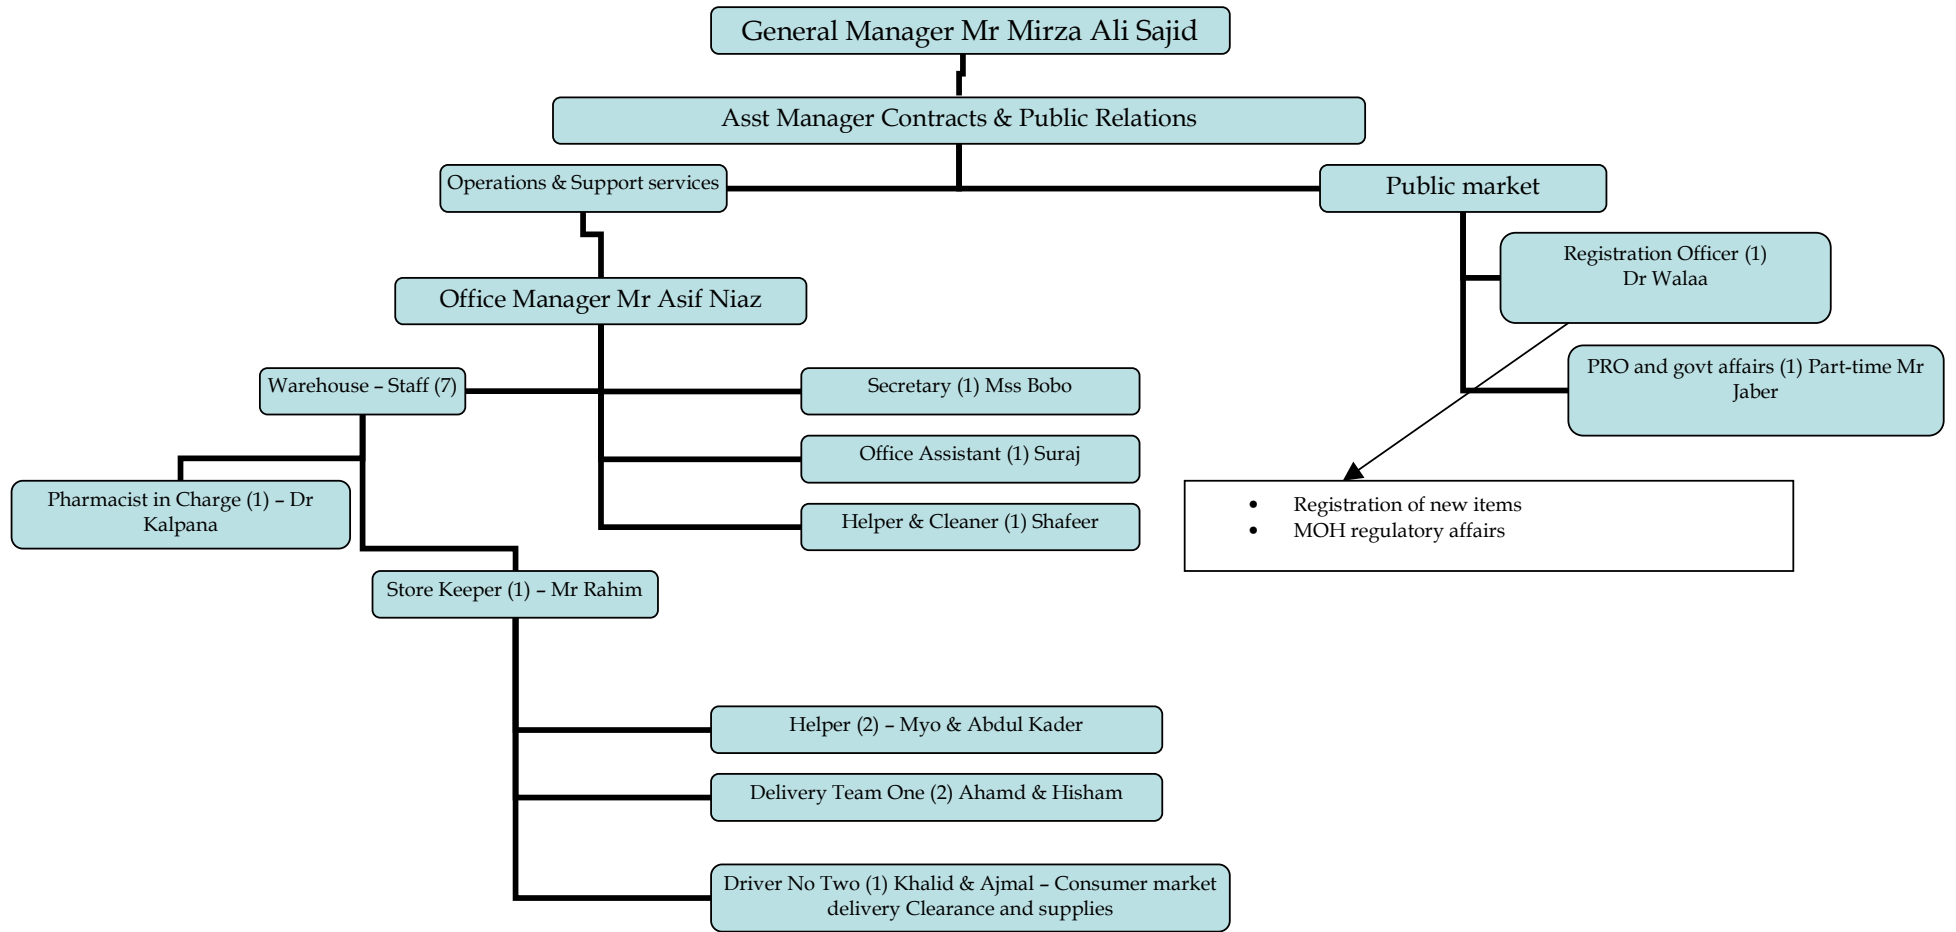 General Manager Mr Mirza Ali Sajid
Asst Manager Contracts & Public Relations
Operations & Support services
Public market
Registration Officer (1)
Dr Walaa
Office Manager Mr Asif Niaz
PRO and govt affairs (1) Part-time Mr
Jaber
Warehouse – Staff (7)
Secretary (1) Mss Bobo
Office Assistant (1) Suraj
Helper & Cleaner (1) Shafeer
Pharmacist in Charge (1) – Dr
Kalpana
• Registration of new items
• MOH regulatory affairs
Store Keeper (1) – Mr Rahim
Helper (2) – Myo & Abdul Kader
Delivery Team One (2) Ahamd & Hisham
Driver No Two (1) Khalid & Ajmal – Consumer market
delivery Clearance and supplies